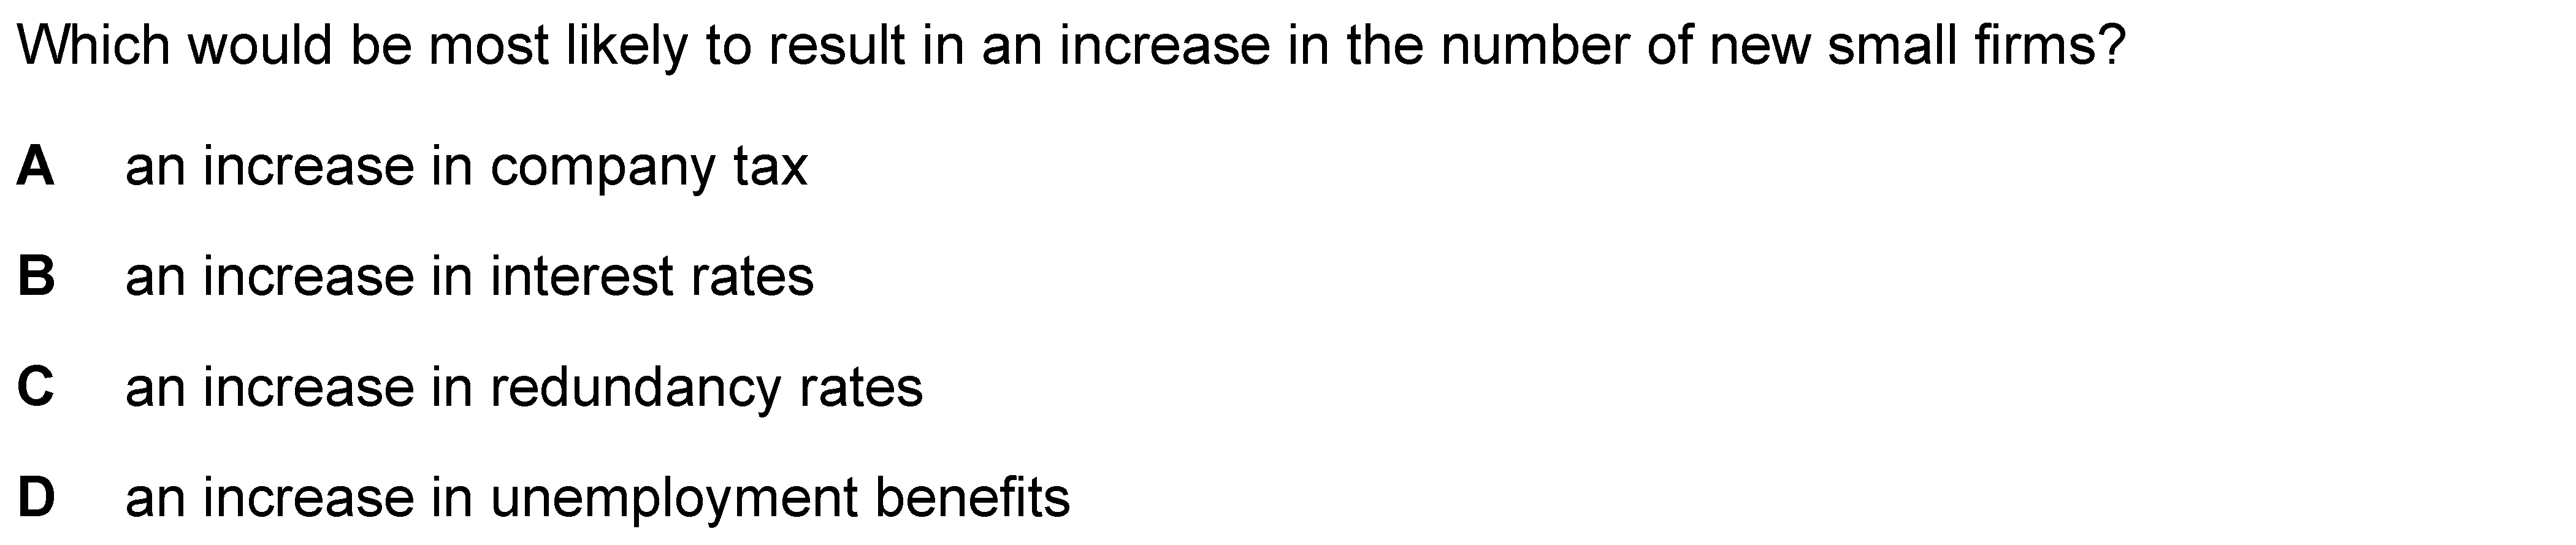 Which would be most likely to result in an increase in the number of new small firms?
A an increase in company tax
B an increase in interest rates
C an increase in redundancy rates
D an increase in unemployment benefits